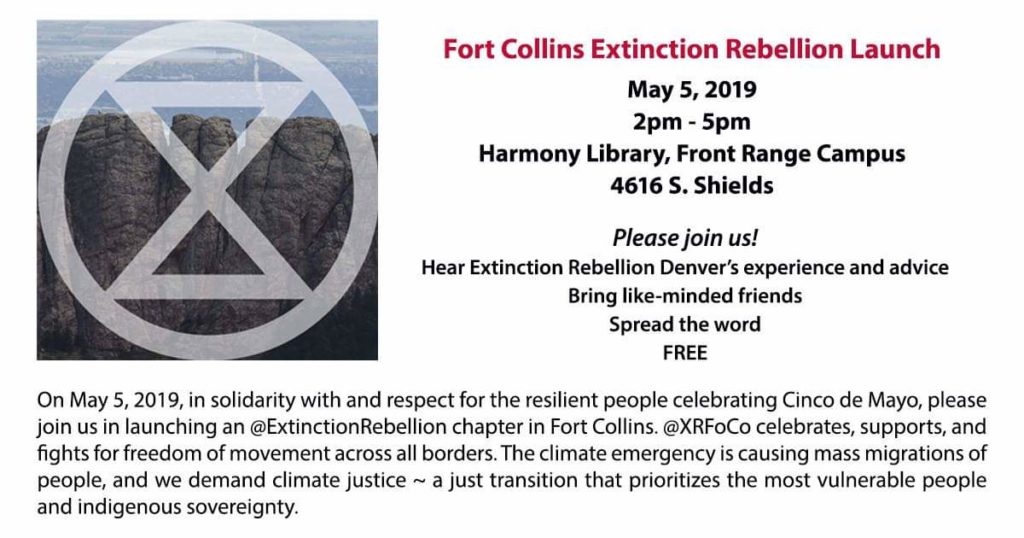 Fort Collins Extinction Rebellion Launch
May 5, 2019
2pm - 5pm
Harmony Library, Front Range Campus
4616 S. Shields
Please join us!
Hear Extinction Rebellion Denver's experience and advice
Bring like-minded friends
Spread the word
FREE
On May 5, 2019, in solidarity with and respect for the resilient people celebrating Cinco de Mayo, please
join us in launching an @ExtinctionRebellion chapter in Fort Collins. @XRFoCo celebrates, supports, and
fights for freedom of movement across all borders. The climate emergency is causing mass migrations of
people, and we demand climate justice ~ a just transition that prioritizes the most vulnerable people
and indigenous sovereignty.